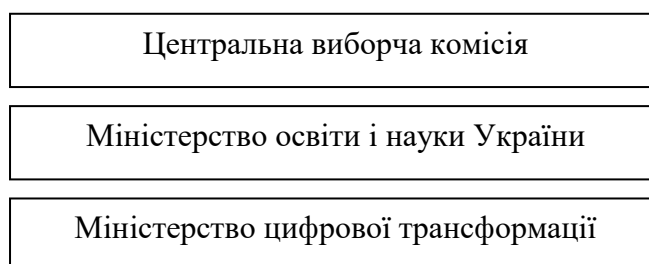 Центральна виборча комісія
Міністерство освіти і науки України
Міністерство цифрової трансформації